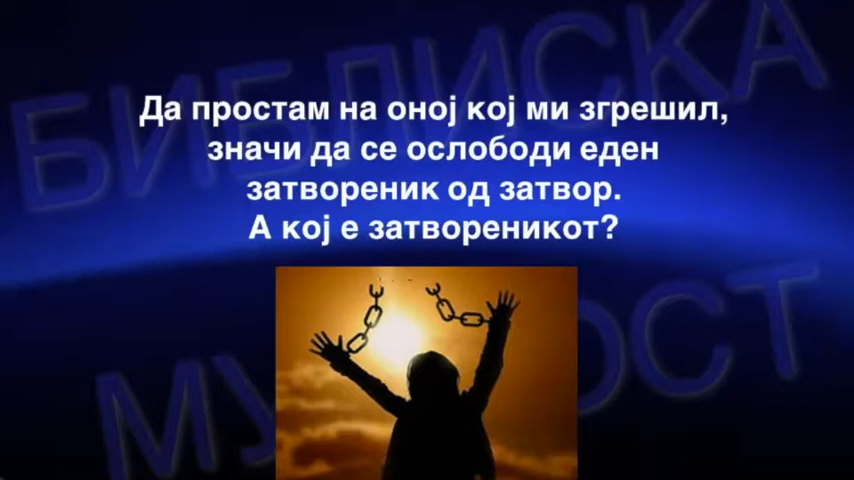 БИБЛИСКА
Да простам на оној кој ми згрешил,
значи да се ослободи еден
затвореник од затвор.
А кој е затвореникот?